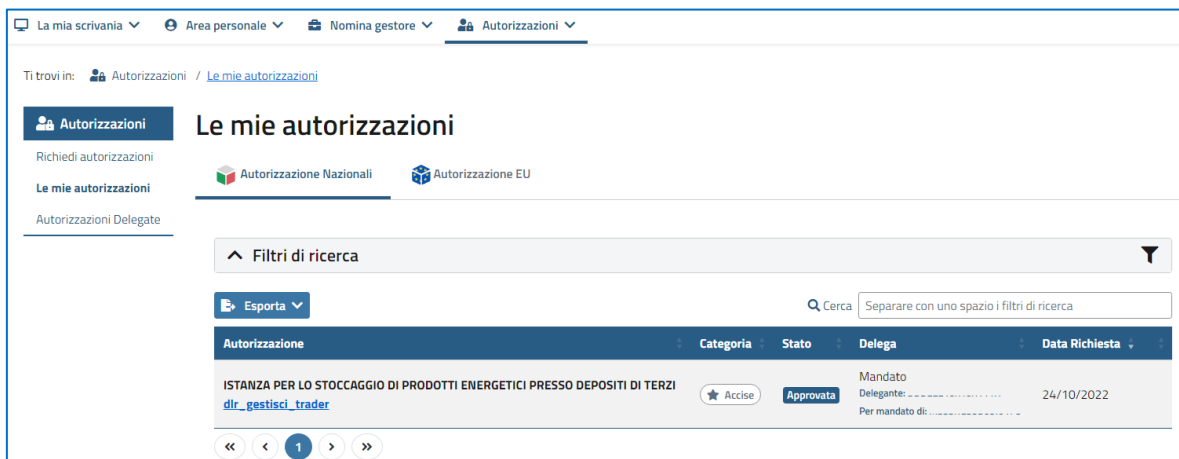 La mia scrivania Area personale Nomina gestore Autorizzazioni
Ti trovi in: Autorizzazioni / Le mie autorizzazioni
Autorizzazioni
Richiedi autorizzazioni
Le mie autorizzazioni
Autorizzazioni Delegate
Le mie autorizzazioni
Autorizzazione Nazionali Autorizzazione EU
Filtri di ricerca
Esporta Cerca Separare con uno spazio i filtri di ricerca
Autorizzazione Categoria Stato Delega Data Richiesta
ISTANZA PER LO STOCCAGGIO DI PRODOTTI ENERGETICI PRESSO DEPOSITI DI TERZI
dlr_gestisci_trader
Accise
Approvata
Mandato
Delegante:
Per mandato di:
24/10/2022
« ‹ 1 › »